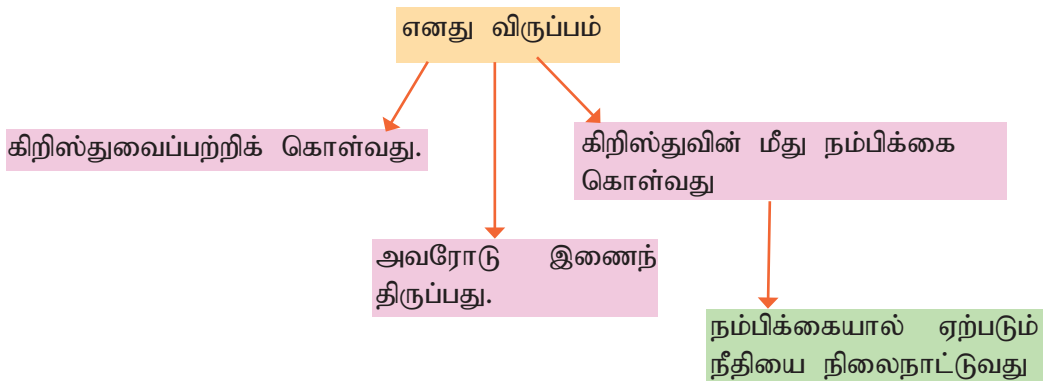 எனது விருப்பம்
கிறிஸ்துவைப்பற்றிக் கொள்வது.
கிறிஸ்துவின் மீது நம்பிக்கை
கொள்வது
அவரோடு இணைந்
திருப்பது.
நம்பிக்கையால் ஏற்படும்
நீதியை நிலைநாட்டுவது